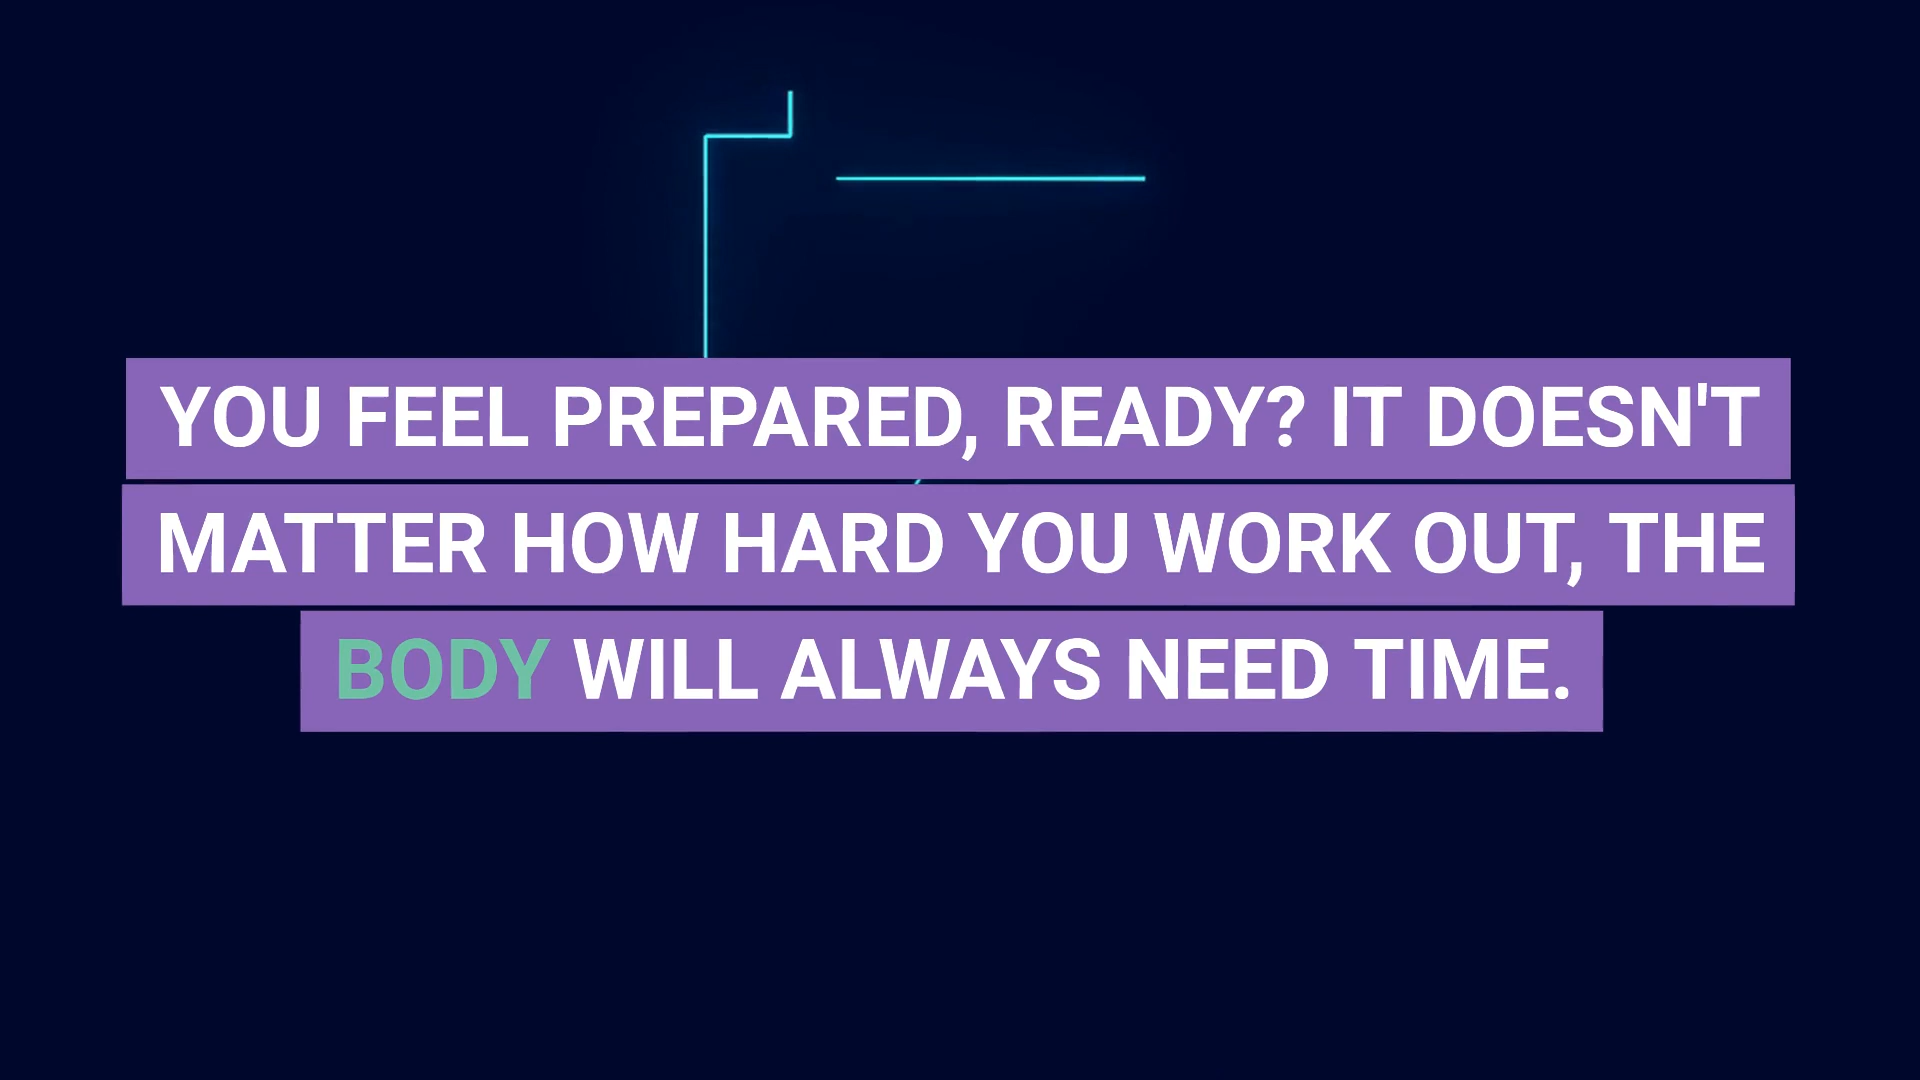 YOU FEEL PREPARED, READY? IT DOESN'T
MATTER HOW HARD YOU WORK OUT, THE
BODY WILL ALWAYS NEED TIME.